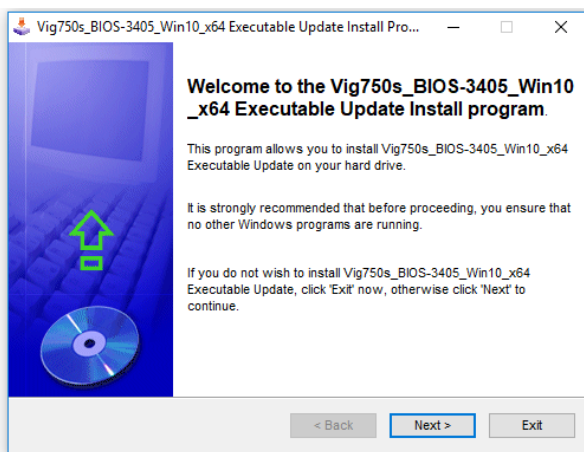 Vig750s_BIOS-3405_Win10_x64 Executable Update Install Pro...
Welcome to the Vig750s_BIOS-3405_Win10
_x64 Executable Update Install program.
This program allows you to install Vig750s_BIOS-3405_Win10_x64
Executable Update on your hard drive.
It is strongly recommended that before proceeding, you ensure that
no other Windows programs are running.
If you do not wish to install Vig750s_BIOS-3405_Win10_x64
Executable Update, click 'Exit' now, otherwise click 'Next' to
continue.
< Back Next > Exit